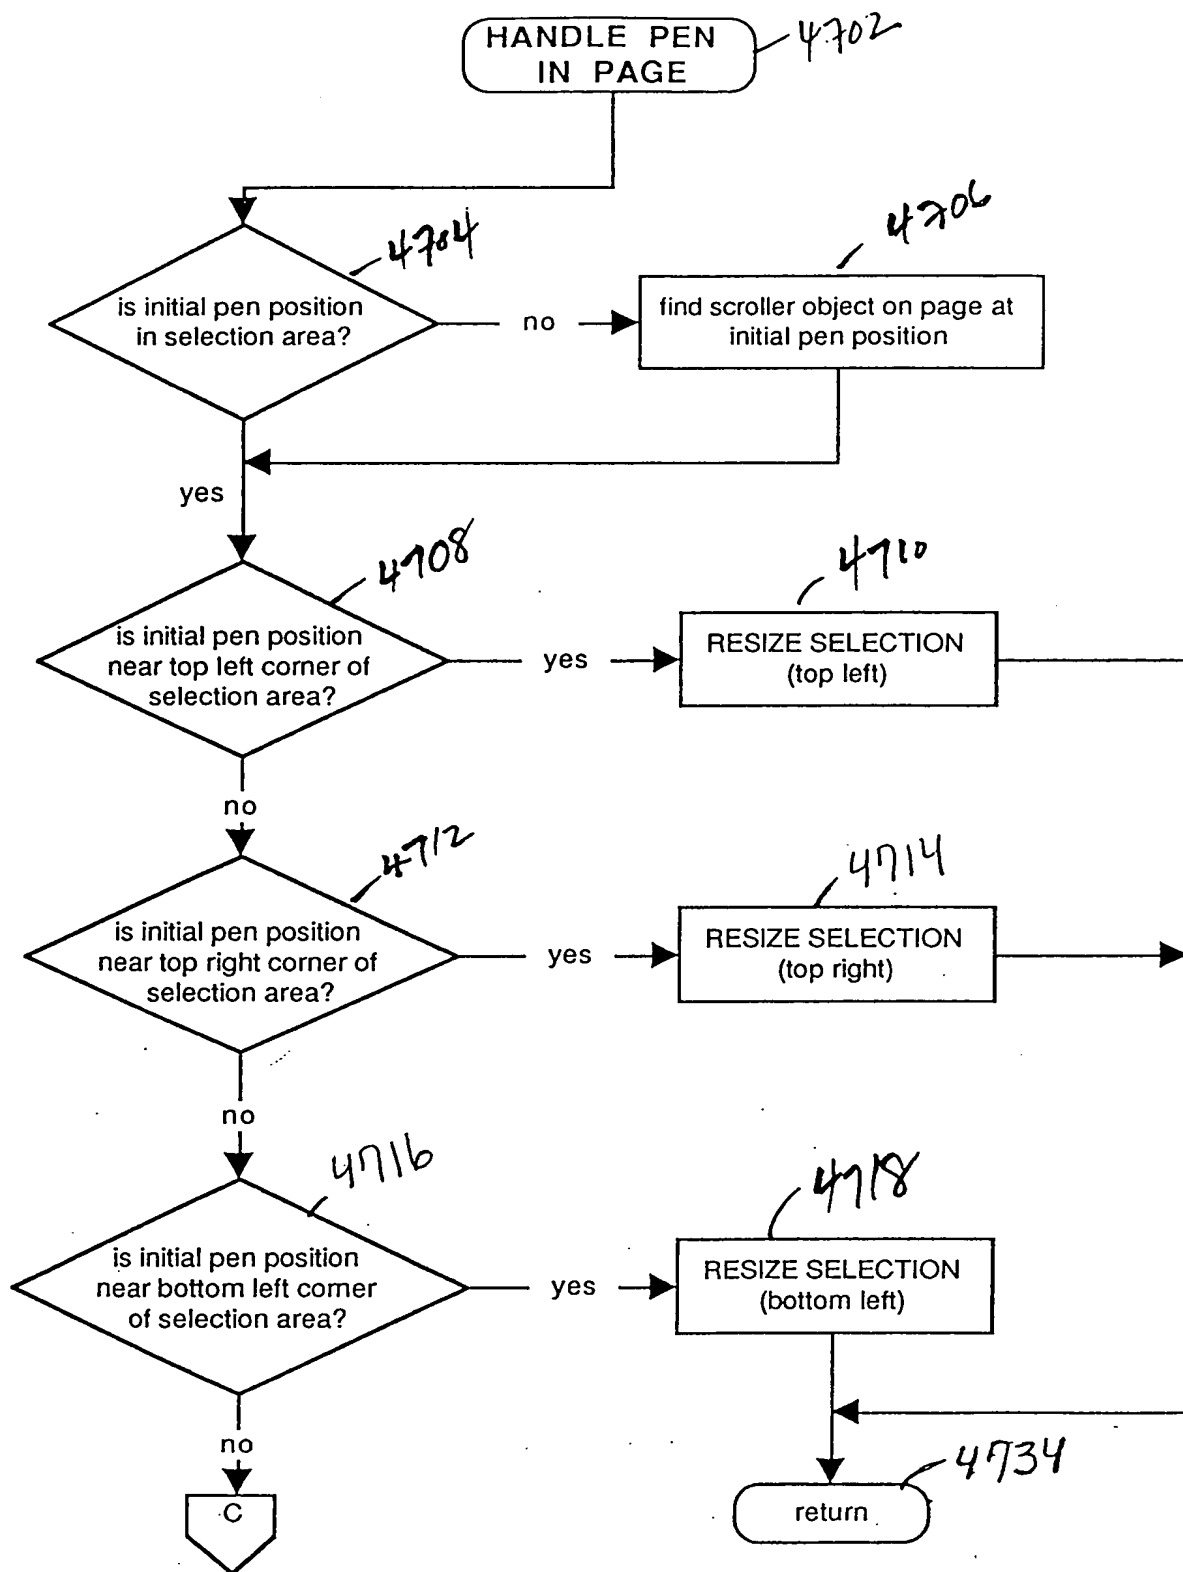 HANDLE PEN
IN PAGE
4702
4704
is initial pen position
in selection area?
no
4706
find scroller object on page at
initial pen position
yes
4708
is initial pen position
near top left corner of
selection area?
yes
4710
RESIZE SELECTION
(top left)
no
4712
is initial pen position
near top right corner of
selection area?
yes
4714
RESIZE SELECTION
(top right)
no
4716
is initial pen position
near bottom left corner
of selection area?
yes
4718
RESIZE SELECTION
(bottom left)
no
C
4734
return